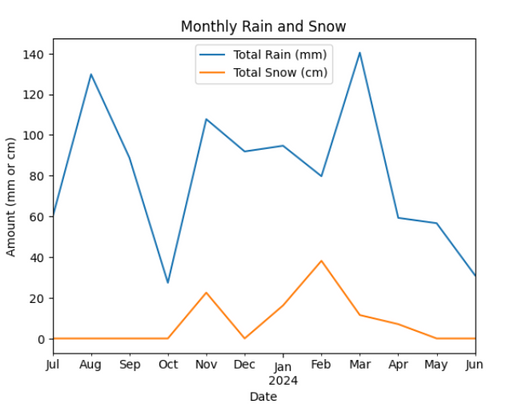 Monthly Rain and Snow
Total Rain (mm)
Total Snow (cm)
Amount (mm or cm)
140
120
100
80
60
40
20
0
Jul Aug Sep Oct Nov Dec Jan Feb Mar Apr May Jun
2024
Date